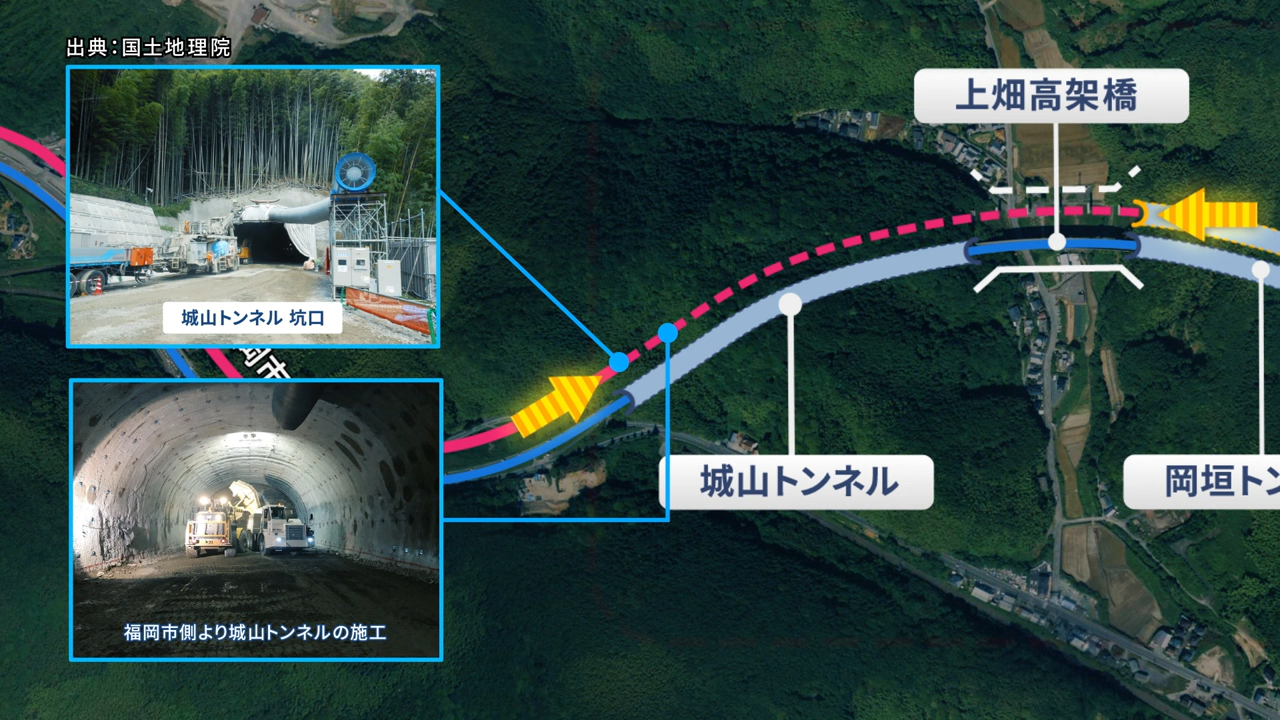 出典：国土地理院
上畑高架橋
城山トンネル 坑口
城山トンネル
岡垣トン
福岡市側より城山トンネルの施工